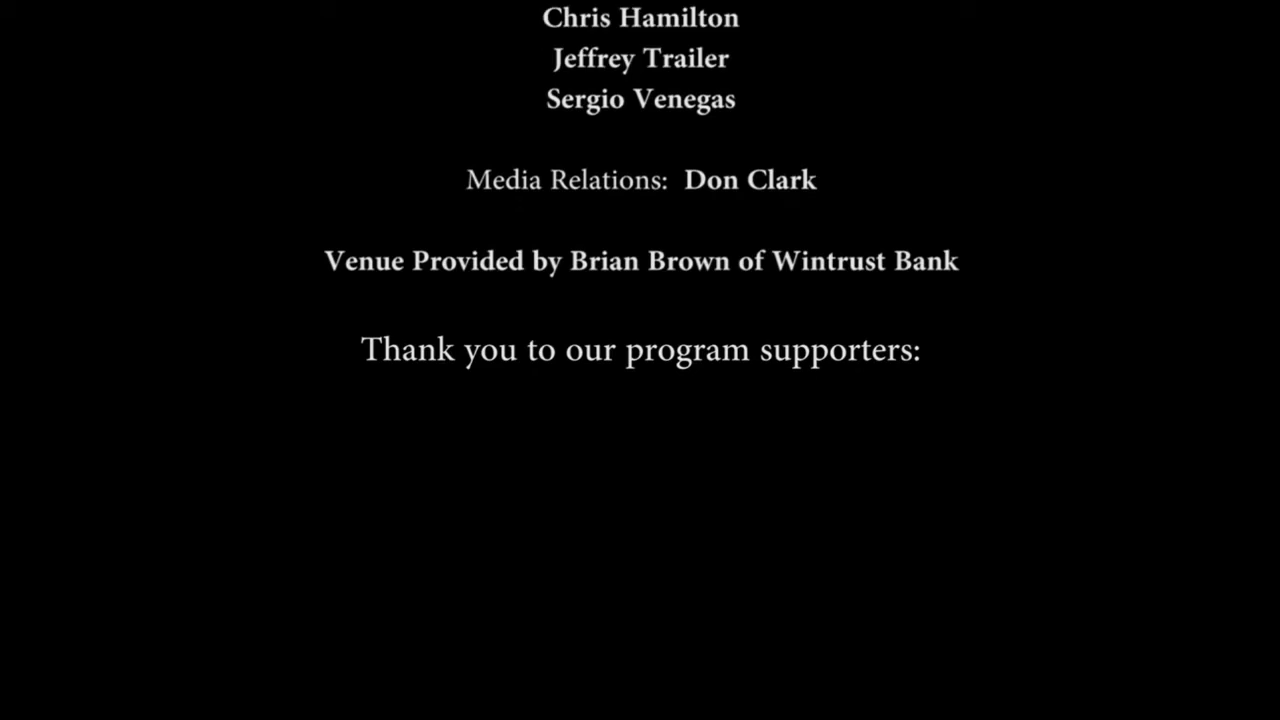 Chris Hamilton
Jeffrey Trailer
Sergio Venegas
Media Relations: Don Clark
Venue Provided by Brian Brown of Wintrust Bank
Thank you to our program supporters: